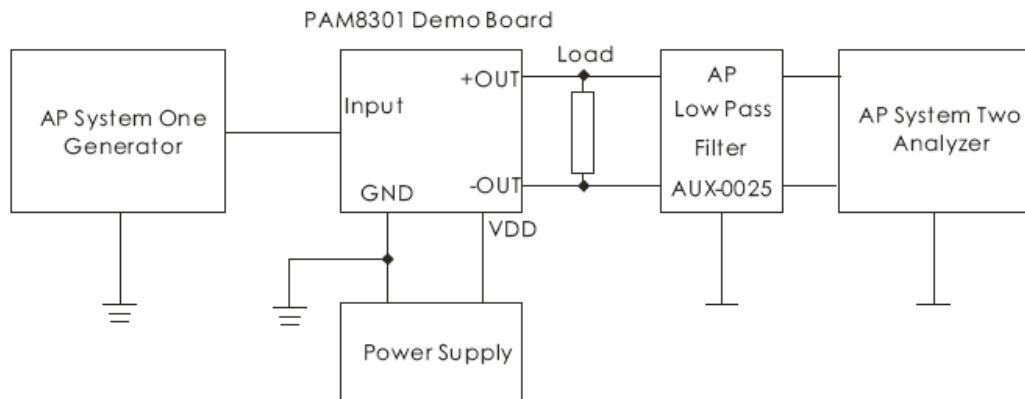 PAM8301 Demo Board
AP System One
Generator
Input
+OUT
-OUT
GND
VDD
Load
AP
Low Pass
Filter
AUX-0025
AP System Two
Analyzer
Power Supply